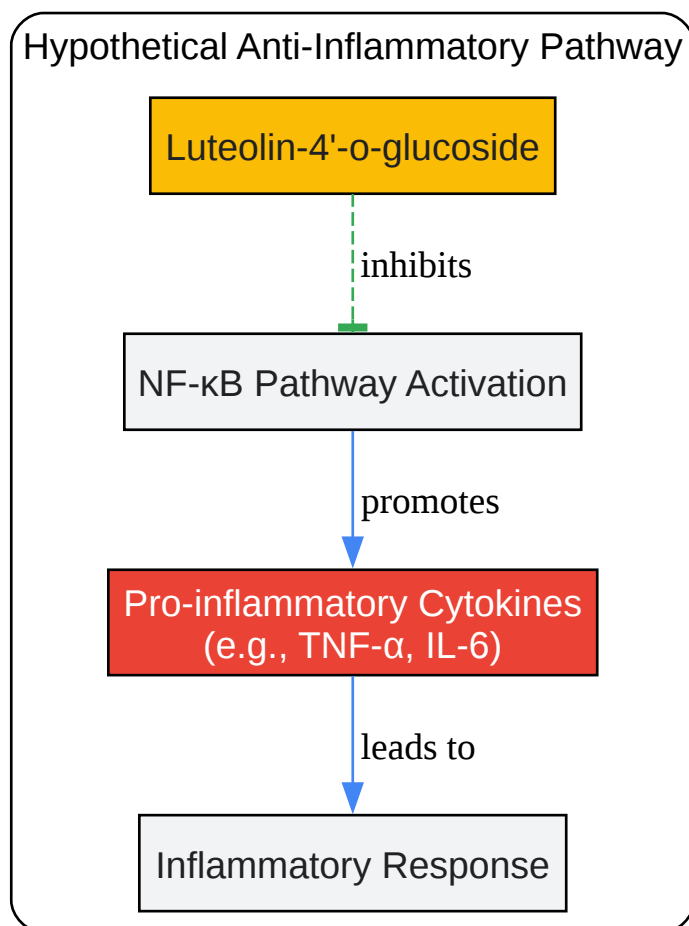 Hypothetical Anti-Inflammatory Pathway
Luteolin-4'-o-glucoside
inhibits
NF-κB Pathway Activation
promotes
Pro-inflammatory Cytokines
(e.g., TNF-α, IL-6)
leads to
Inflammatory Response